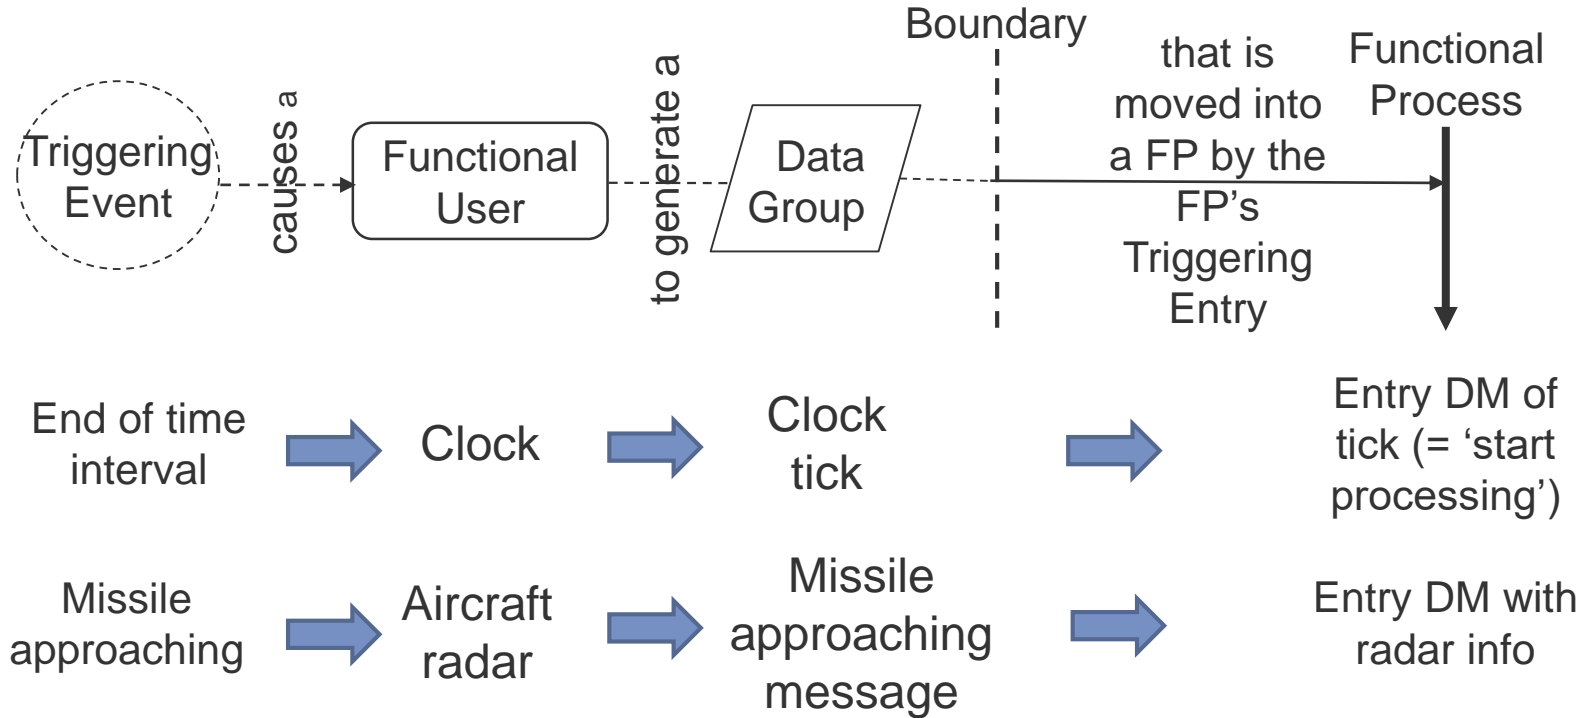 Triggering
Event
causes a
Functional
User
to generate a
Data
Group
Boundary
that is
moved into
a FP by the
FP's
Triggering
Entry
Functional
Process
End of time
interval
Clock
Clock
tick
Entry DM of
tick (= ‘start
processing’)
Missile
approaching
Aircraft
radar
Missile
approaching
message
Entry DM with
radar info